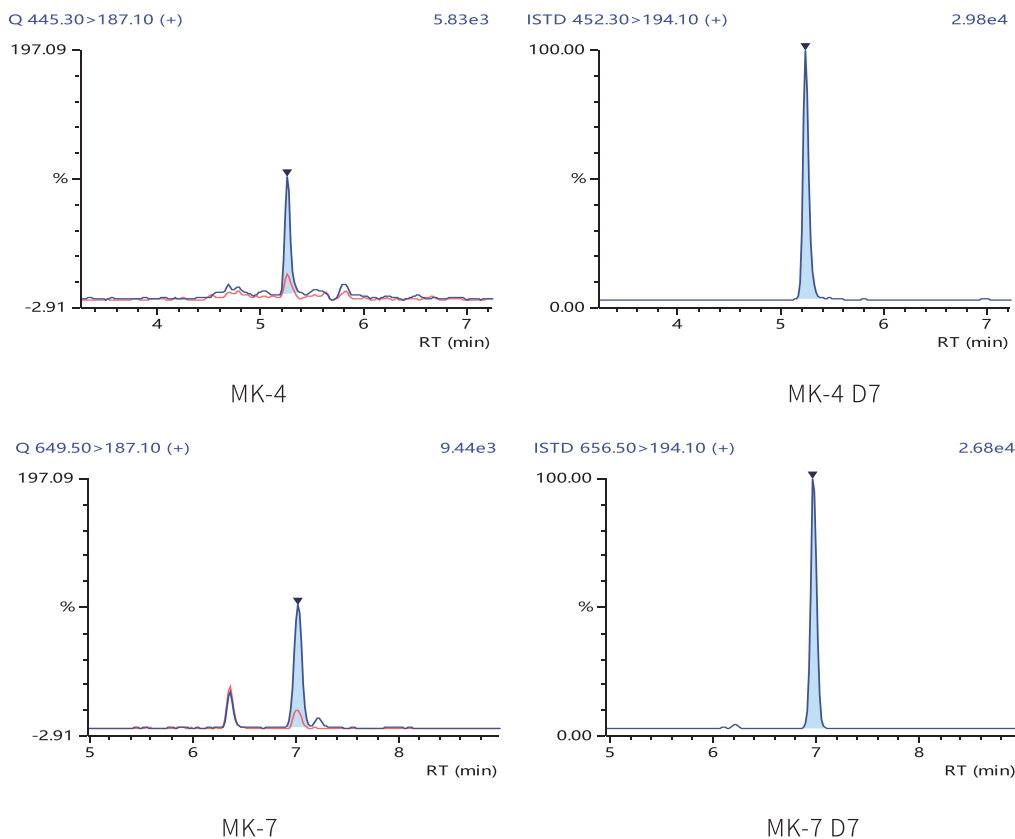 Q 445.30>187.10 (+) 5.83e3
197.09
%
-2.91
4 5 6 7
RT (min)
MK-4
ISTD 452.30>194.10 (+) 2.98e4
100.00
%
0.00
4 5 6 7
RT (min)
MK-4 D7
Q 649.50>187.10 (+) 9.44e3
197.09
%
-2.91
5 6 7 8
RT (min)
MK-7
ISTD 656.50>194.10 (+) 2.68e4
100.00
%
0.00
5 6 7 8
RT (min)
MK-7 D7